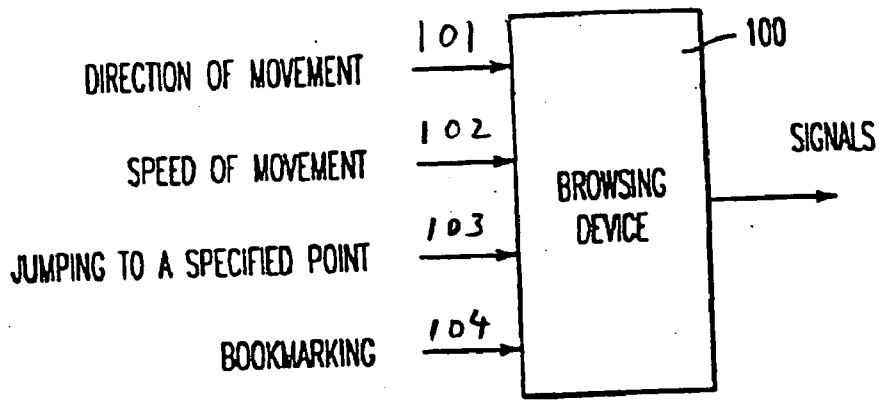 101
100
DIRECTION OF MOVEMENT
SIGNALS
102
SPEED OF MOVEMENT
BROWSING
DEVICE
103
JUMPING TO A SPECIFIED POINT
104
BOOKMARKING